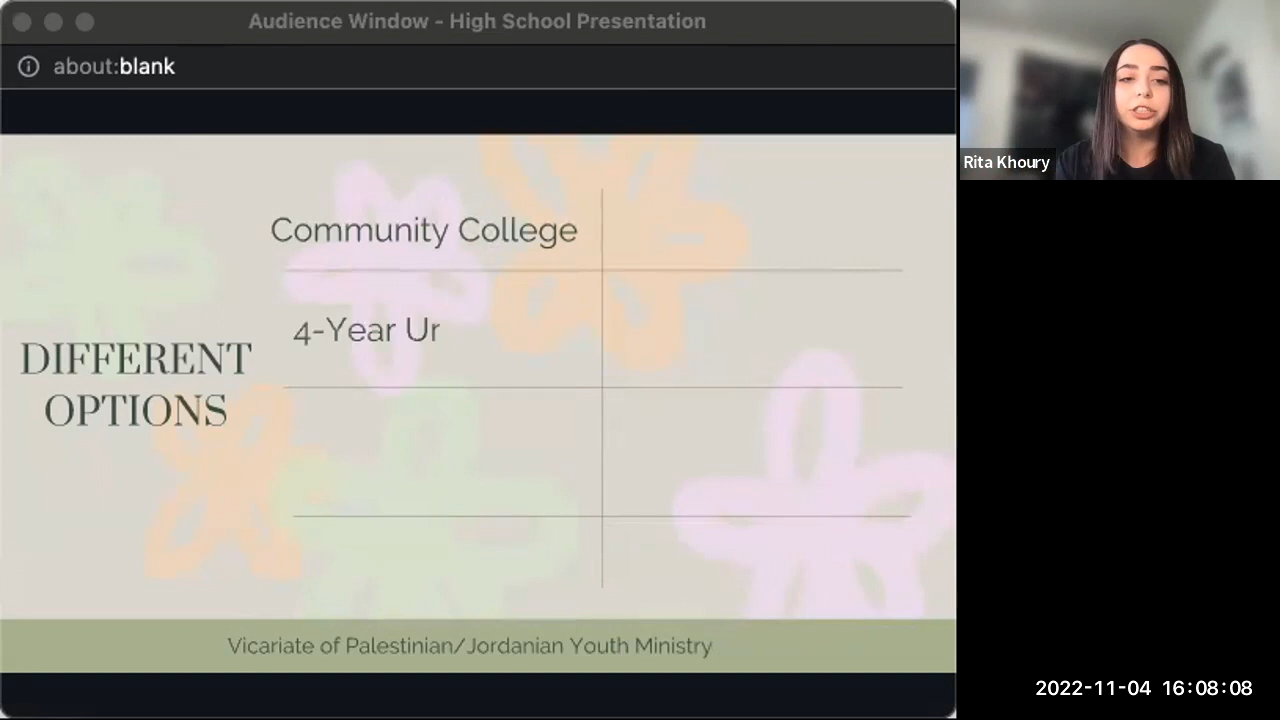 Audience Window - High School Presentation
about:blank
Rita Khoury
Community College
4-Year Ur
DIFFERENT
OPTIONS
Vicariate of Palestinian/Jordanian Youth Ministry
2022-11-04 16:08:08